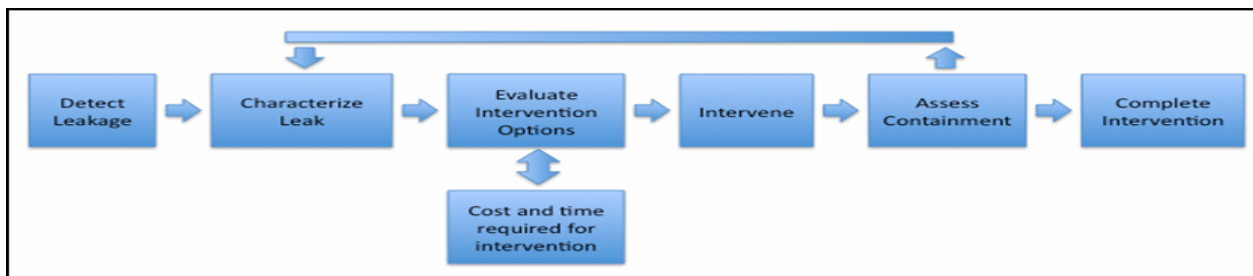 Detect
Leakage
Characterize
Leak
Evaluate
Intervention
Options
Intervene
Assess
Containment
Complete
Intervention
Cost and time
required for
intervention